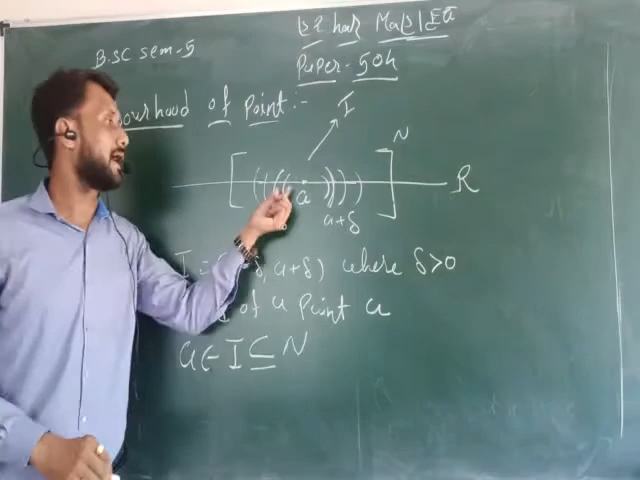 B.SC Sem-5
Paper-504
ourhood of Point:-
I
N
[ ( ( ( ( ( a ) ) ) ) ] R
a+δ
I = ( δ, a+δ) where δ>0
of a Point a
a ∈ I ⊆ N